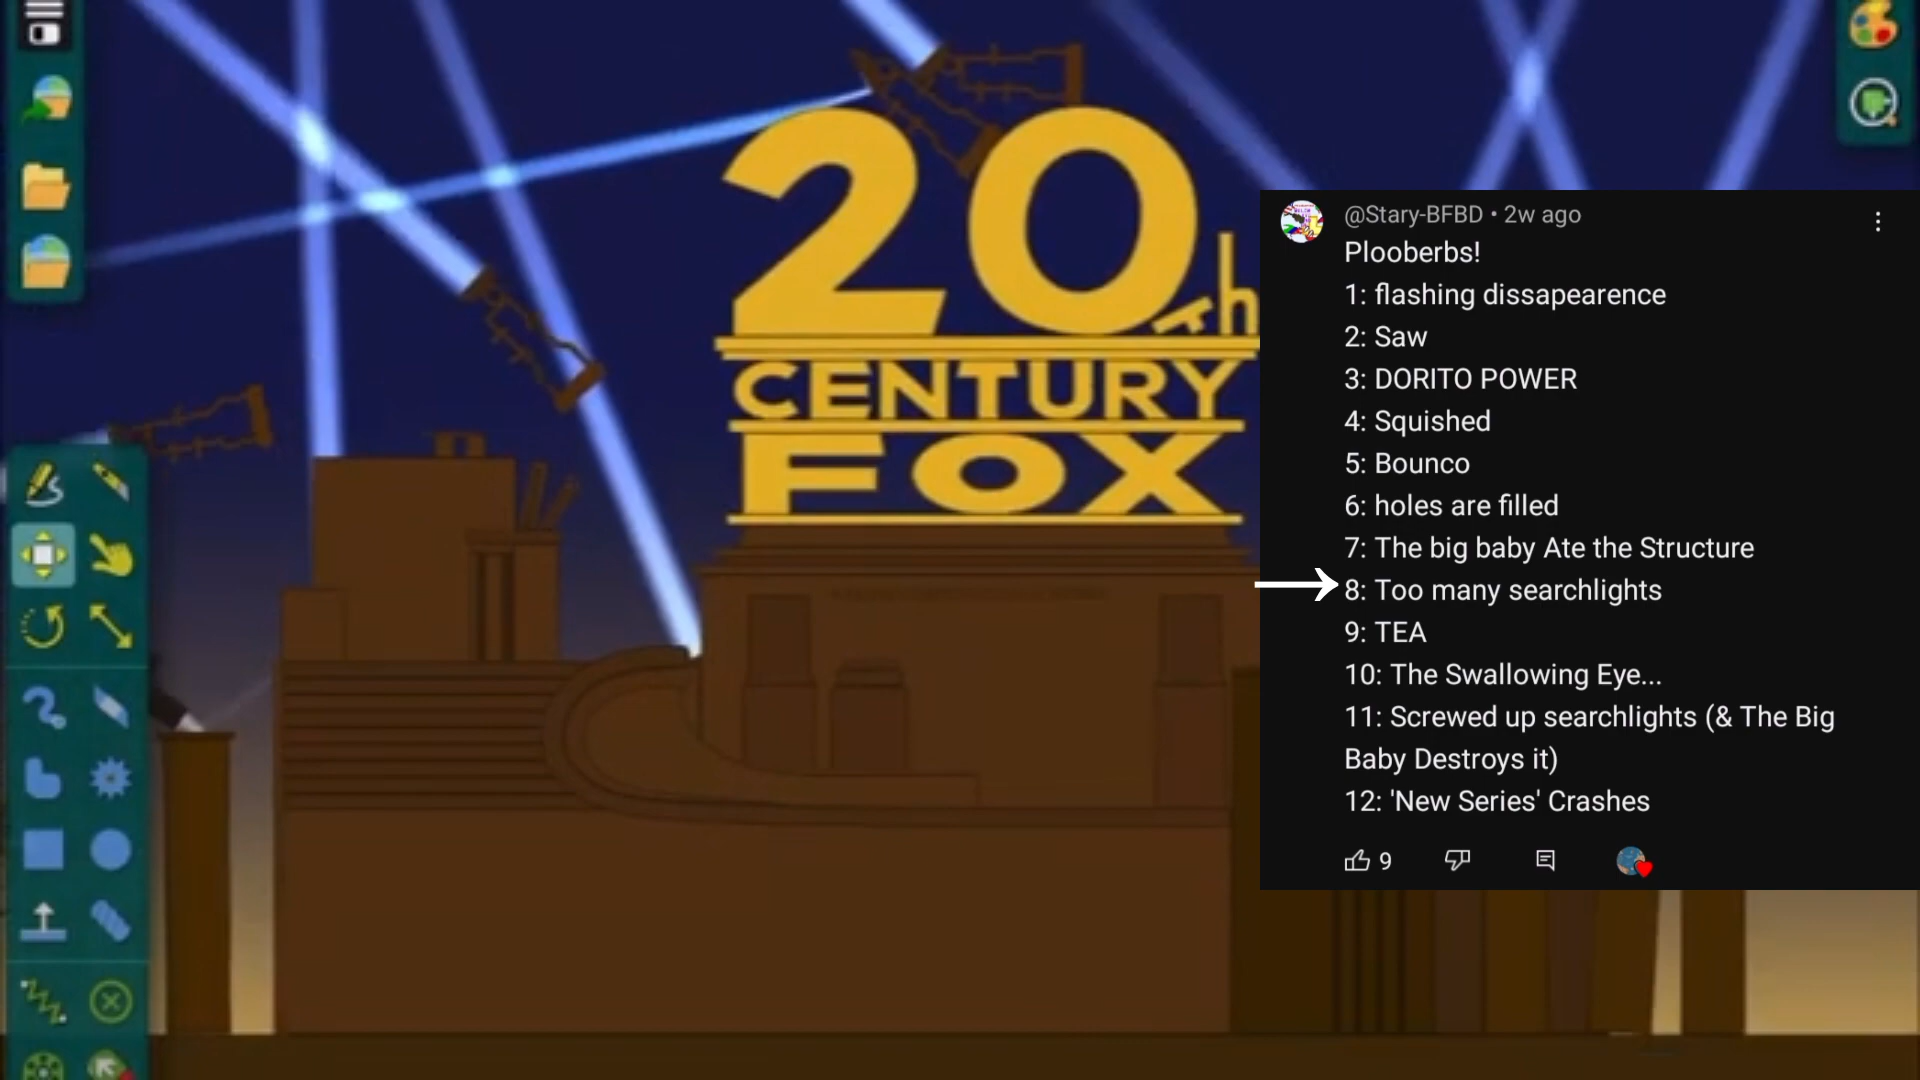 20
th
CENTURY
FOX
@Stary-BFBD • 2w ago
Plooberbs!
1: flashing dissapearence
2: Saw
3: DORITO POWER
4: Squished
5: Bounco
6: holes are filled
7: The big baby Ate the Structure
8: Too many searchlights
9: TEA
10: The Swallowing Eye...
11: Screwed up searchlights (& The Big
Baby Destroys it)
12: 'New Series' Crashes
9